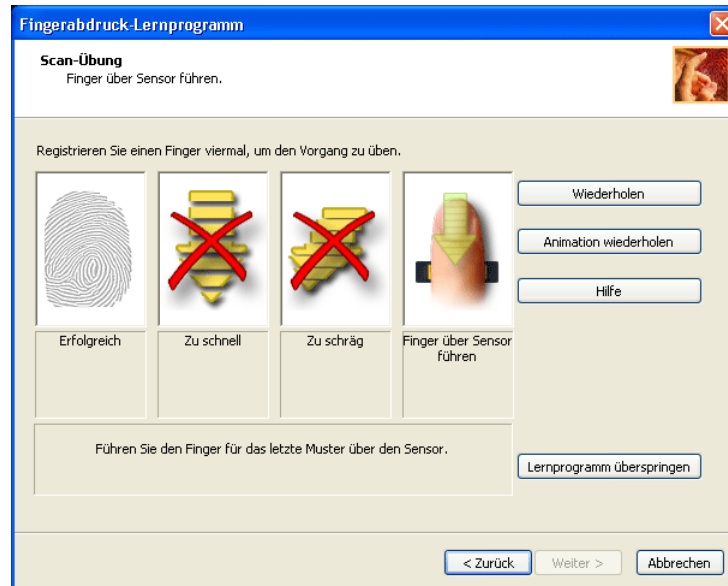 Fingerabdruck-Lernprogramm
Scan-Übung
Finger über Sensor führen.
Registrieren Sie einen Finger viermal, um den Vorgang zu üben.
Wiederholen
Animation wiederholen
Hilfe
Erfolgreich
Zu schnell
Zu schräg
Finger über Sensor
führen
Führen Sie den Finger für das letzte Muster über den Sensor.
Lernprogramm überspringen
< Zurück
Weiter >
Abbrechen